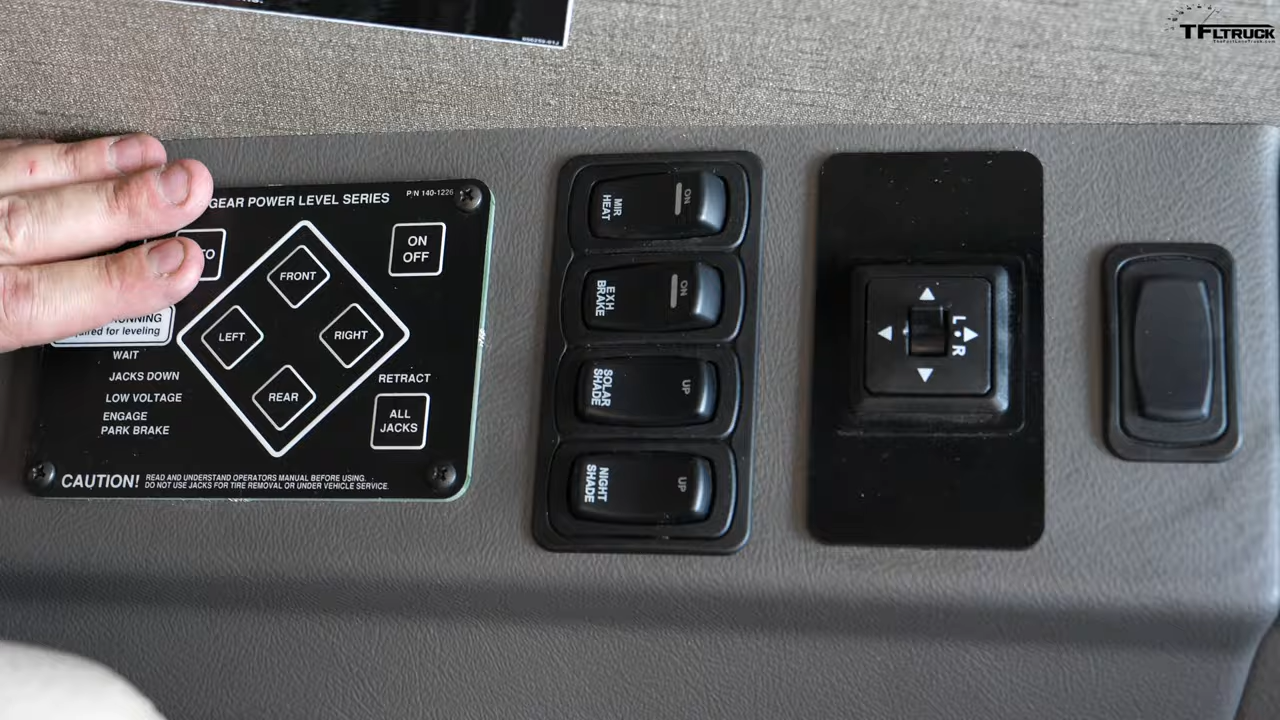 TFLTRUCK
GEAR POWER LEVEL SERIES
P/N 140-1226
ON
OFF
FRONT
LEFT
RIGHT
REAR
RUNNING
for leveling
WAIT
JACKS DOWN
LOW VOLTAGE
ENGAGE
PARK BRAKE
RETRACT
ALL
JACKS
CAUTION!
READ AND UNDERSTAND OPERATORS MANUAL BEFORE USING.
DO NOT USE JACKS FOR TIRE REMOVAL OR UNDER VEHICLE SERVICE.
MIR
HEAT
ON
EXH
BRAKE
ON
SOLAR
SHADE
UP
NIGHT
SHADE
UP
L
R